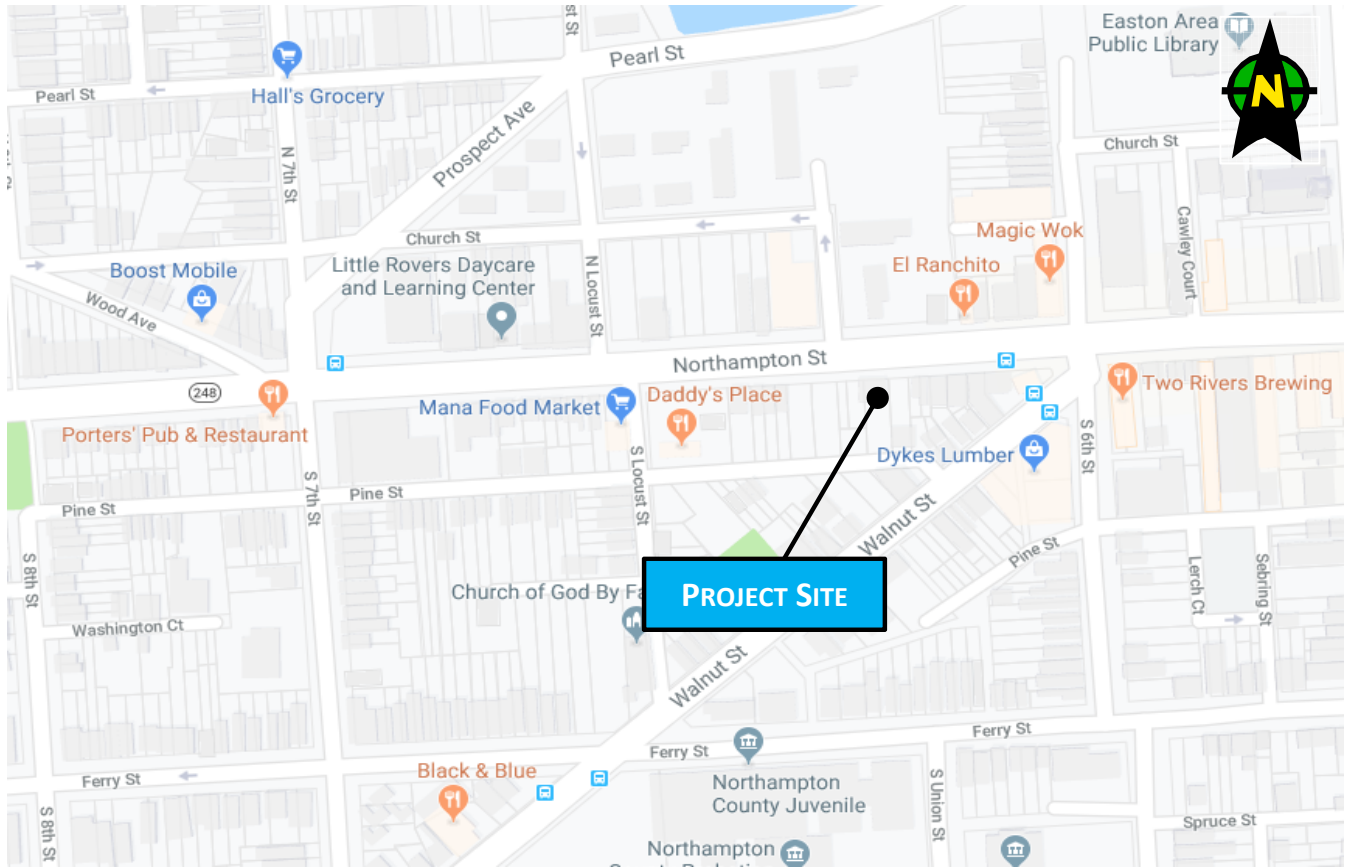 st St
Easton Area
Public Library
Pearl St
Pearl St
Hall's Grocery
N
Prospect Ave
N 7th St
Church St
Church St
Magic Wok
Cawley Court
Boost Mobile
Little Rovers Daycare
and Learning Center
N Locust St
El Ranchito
Wood Ave
Northampton St
248
Mana Food Market
Daddy's Place
Two Rivers Brewing
Porters' Pub & Restaurant
Dykes Lumber
S 6th St
S Locust St
S 7th St
Pine St
Pine St
Walnut St
Pine St
S 8th St
Church of God By Fa
PROJECT SITE
Lerch Ct
Sebring St
Washington Ct
Walnut St
Ferry St
Ferry St
Ferry St
Black & Blue
Northampton
County Juvenile
S Union St
S 8th St
Spruce St
Northampton